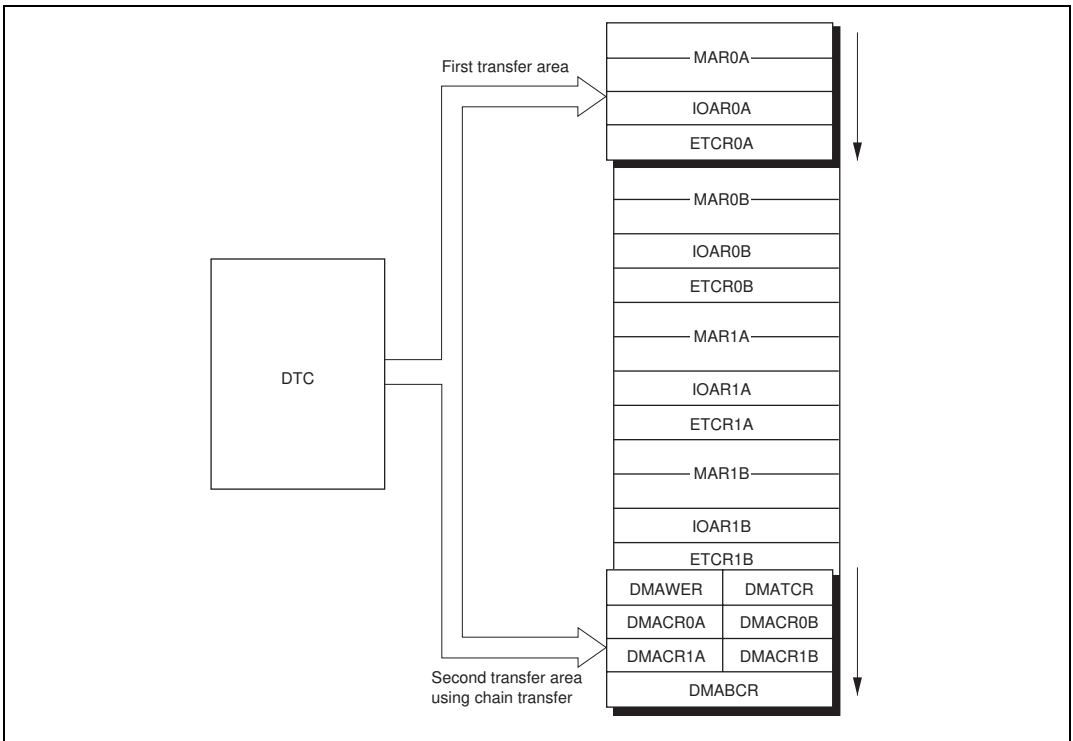 First transfer area
MAR0A
IOAR0A
ETCR0A
MAR0B
IOAR0B
ETCR0B
MAR1A
DTC
IOAR1A
ETCR1A
MAR1B
IOAR1B
ETCR1B
DMAWER DMATCR
DMACR0A DMACR0B
DMACR1A DMACR1B
Second transfer area
using chain transfer
DMABCR